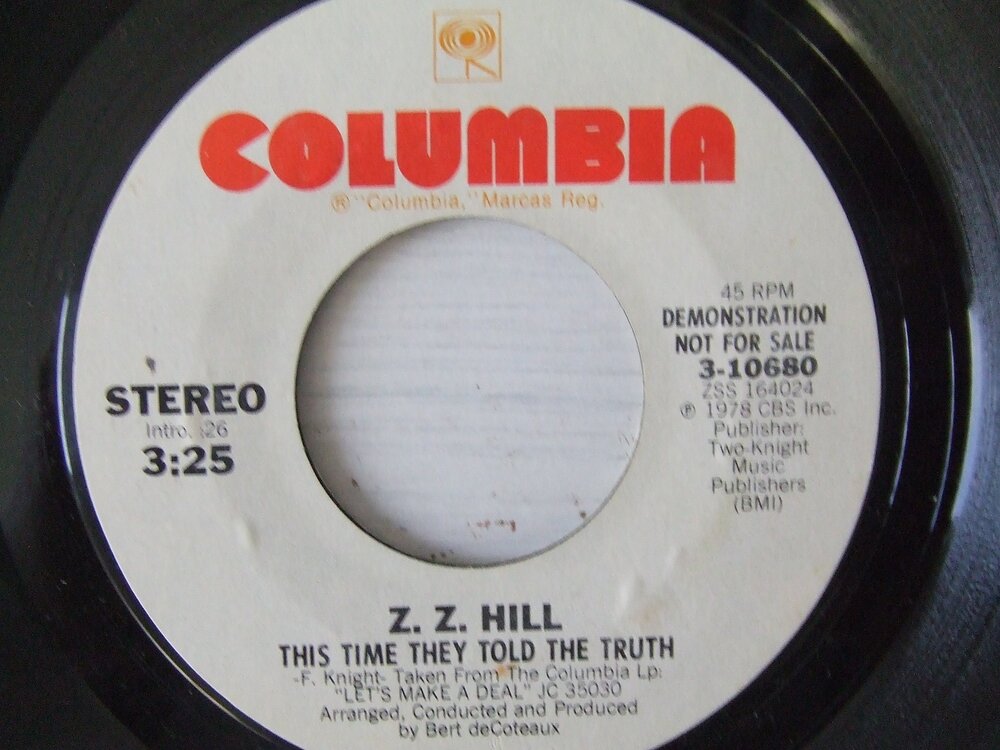 COLUMBIA
® "Columbia," Marcas Reg.
45 RPM
DEMONSTRATION
NOT FOR SALE
3-10680
ZSS 164024
℗ 1978 CBS Inc.
Publisher:
Two-Knight
Music
Publishers
(BMI)
STEREO
Intro. :26
3:25
Z. Z. HILL
THIS TIME THEY TOLD THE TRUTH
-F. Knight- Taken From The Columbia Lp:
"LET'S MAKE A DEAL" JC 35030
Arranged, Conducted and Produced
by Bert deCoteaux